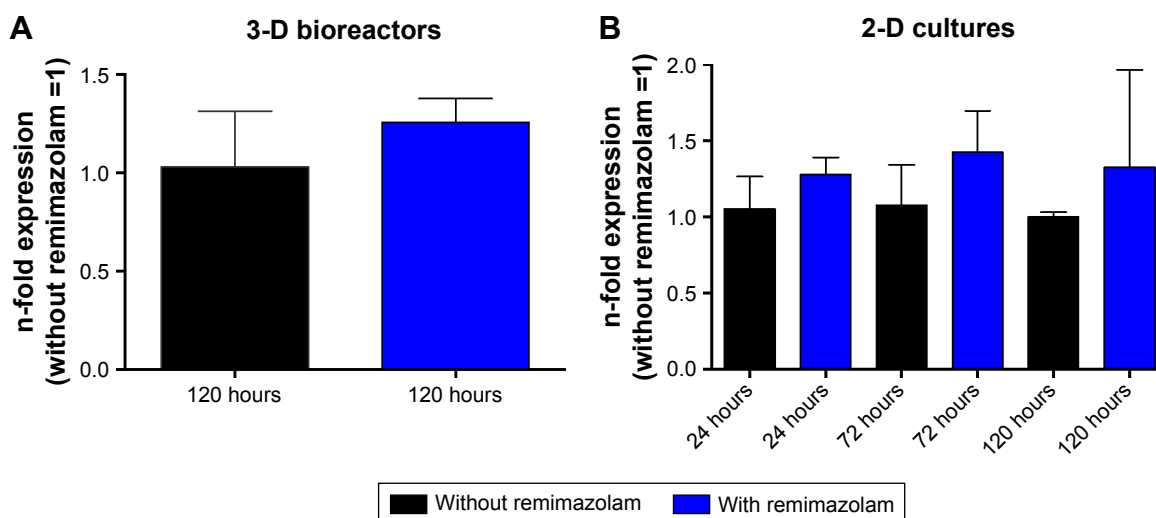 A
3-D bioreactors
n-fold expression
(without remimazolam =1)
1.5
1.0
0.5
0.0
120 hours
120 hours
B
2-D cultures
n-fold expression
(without remimazolam =1)
2.0
1.5
1.0
0.5
0.0
24 hours
24 hours
72 hours
72 hours
120 hours
120 hours
Without remimazolam
With remimazolam